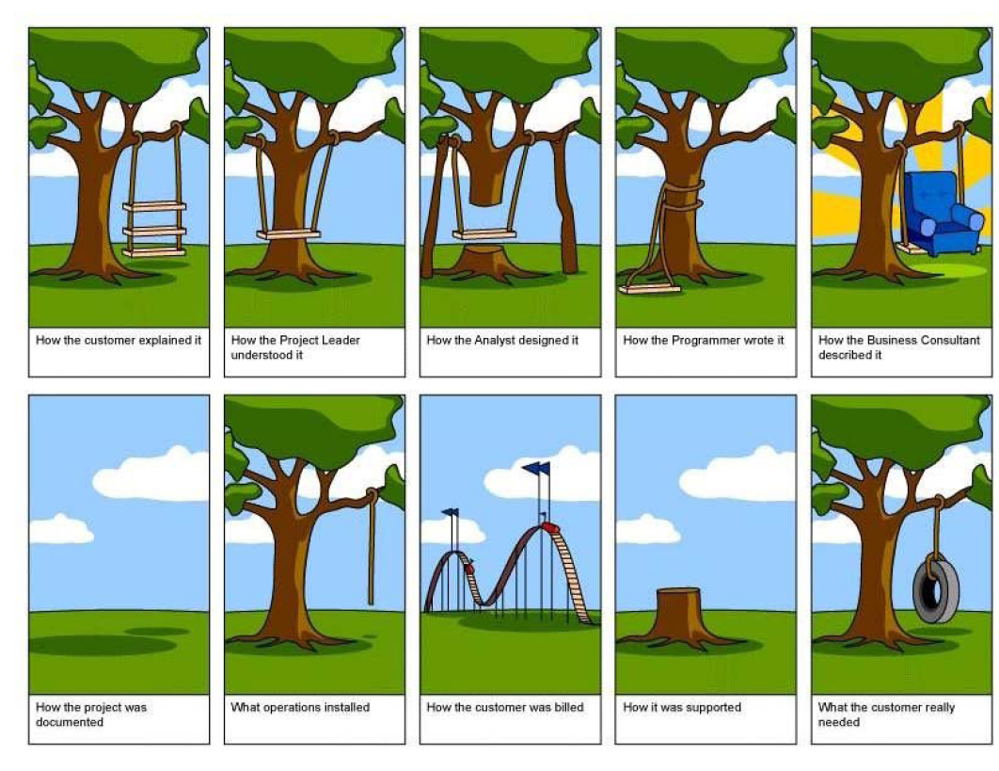 How the customer explained it
How the Project Leader
understood it
How the Analyst designed it
How the Programmer wrote it
How the Business Consultant
described it
How the project was
documented
What operations installed
How the customer was billed
How it was supported
What the customer really
needed